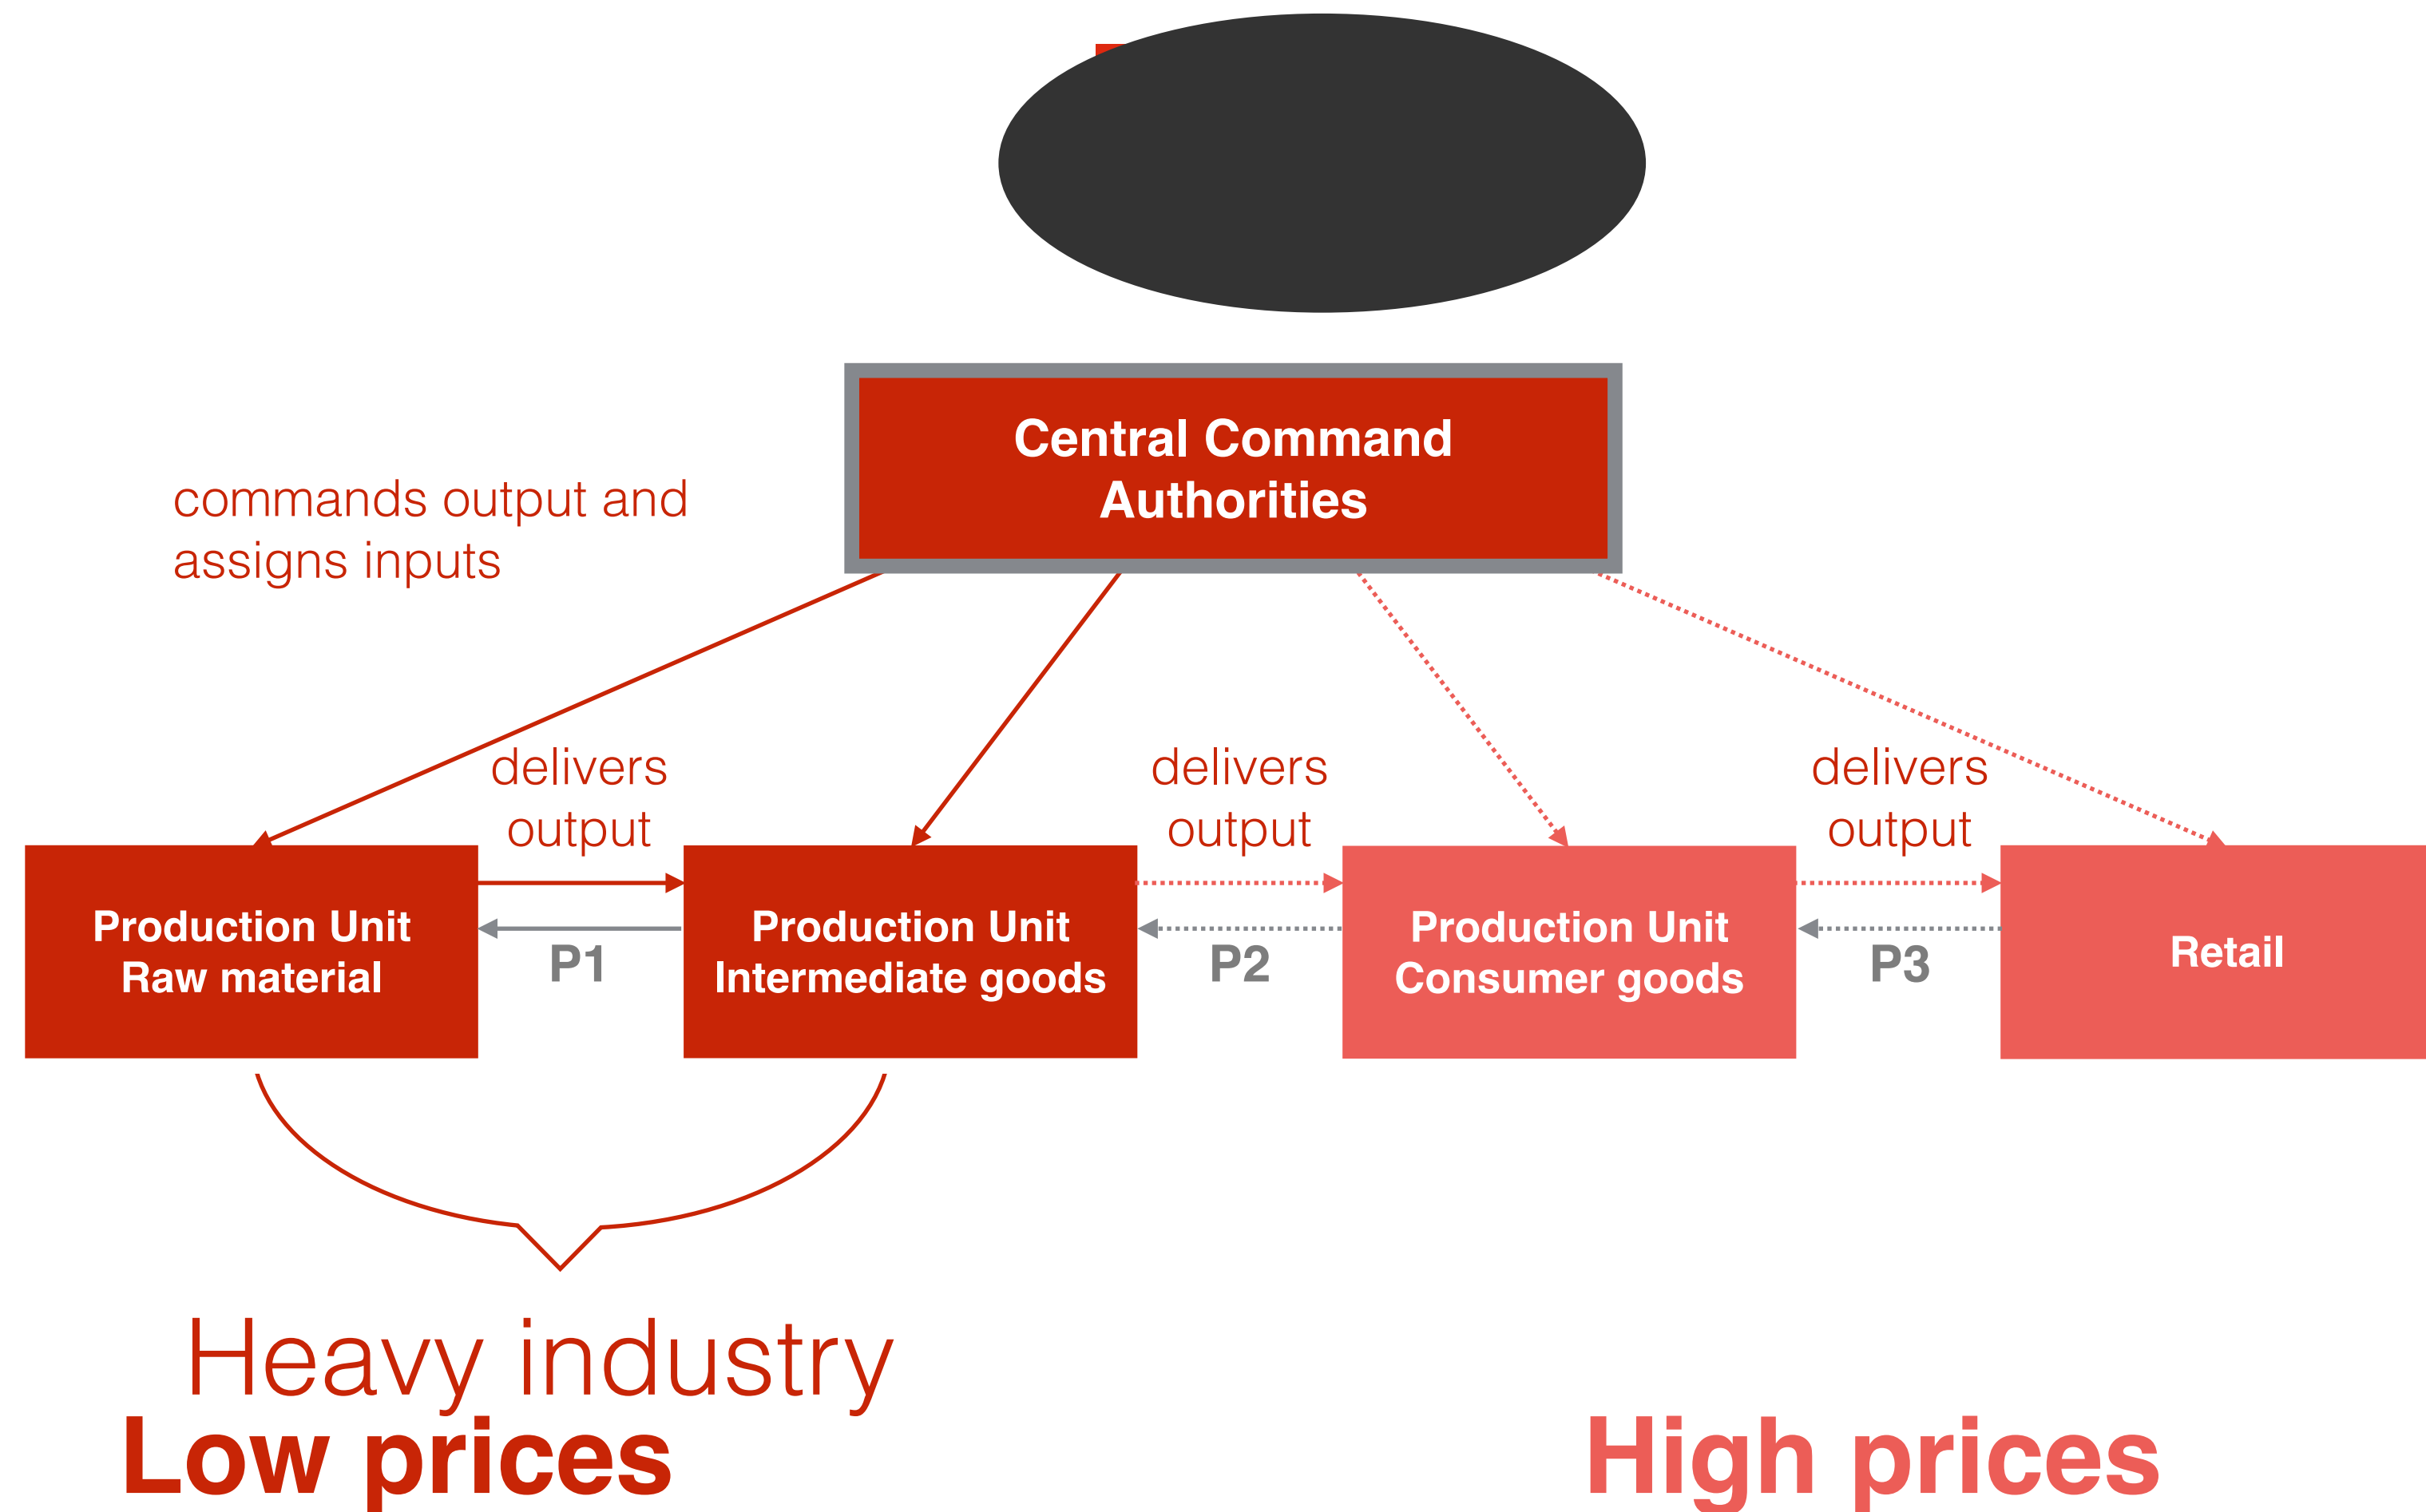 Central Command
Authorities
commands output and
assigns inputs
delivers
output
delivers
output
delivers
output
Production Unit
Raw material
P1
Production Unit
Intermediate goods
P2
Production Unit
Consumer goods
P3
Retail
Heavy industry
Low prices
High prices